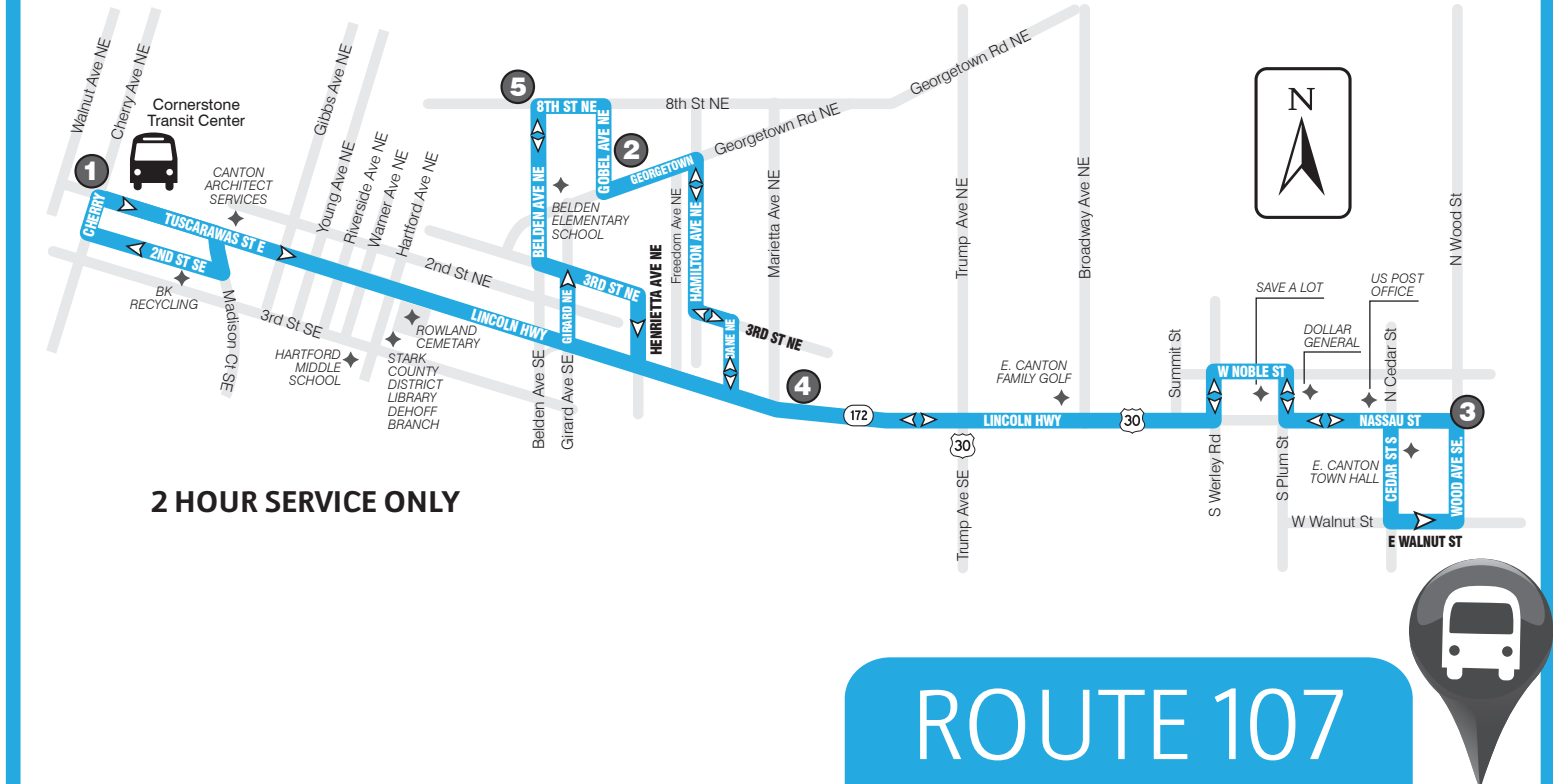 Walnut Ave NE
Cherry Ave NE
Cornerstone
Transit Center
1
CHERRY
CANTON
ARCHITECT
SERVICES
TUSCARAWAS ST E
2ND ST SE
BK
RECYCLING
Madison Ct SE
3rd St SE
Gibbs Ave NE
Young Ave NE
Riverside Ave NE
Warner Ave NE
Hartford Ave NE
2nd St NE
HARTFORD
MIDDLE
SCHOOL
ROWLAND
CEMETARY
STARK
COUNTY
DISTRICT
LIBRARY
DEHOFF
BRANCH
LINCOLN HWY
5
8TH ST NE
8th St NE
BELDEN AVE NE
GOBEL AVE NE
2
GEORGETOWN
Georgetown Rd NE
Georgetown Rd NE
BELDEN
ELEMENTARY
SCHOOL
3RD ST NE
GIRARD NE
Belden Ave SE
Girard Ave SE
HENRIETTA AVE NE
Freedom Ave NE
HAMILTON AVE NE
DANE NE
3RD ST NE
Marietta Ave NE
4
172
Trump Ave NE
LINCOLN HWY
30
Trump Ave SE
Broadway Ave NE
E. CANTON
FAMILY GOLF
30
N
Summit St
S Werley Rd
W NOBLE ST
SAVE A LOT
DOLLAR
GENERAL
US POST
OFFICE
N Cedar St
N Wood St
S Plum St
NASSAU ST
3
E. CANTON
TOWN HALL
CEDAR ST S
WOOD AVE SE.
W Walnut St
E WALNUT ST
2 HOUR SERVICE ONLY
ROUTE 107